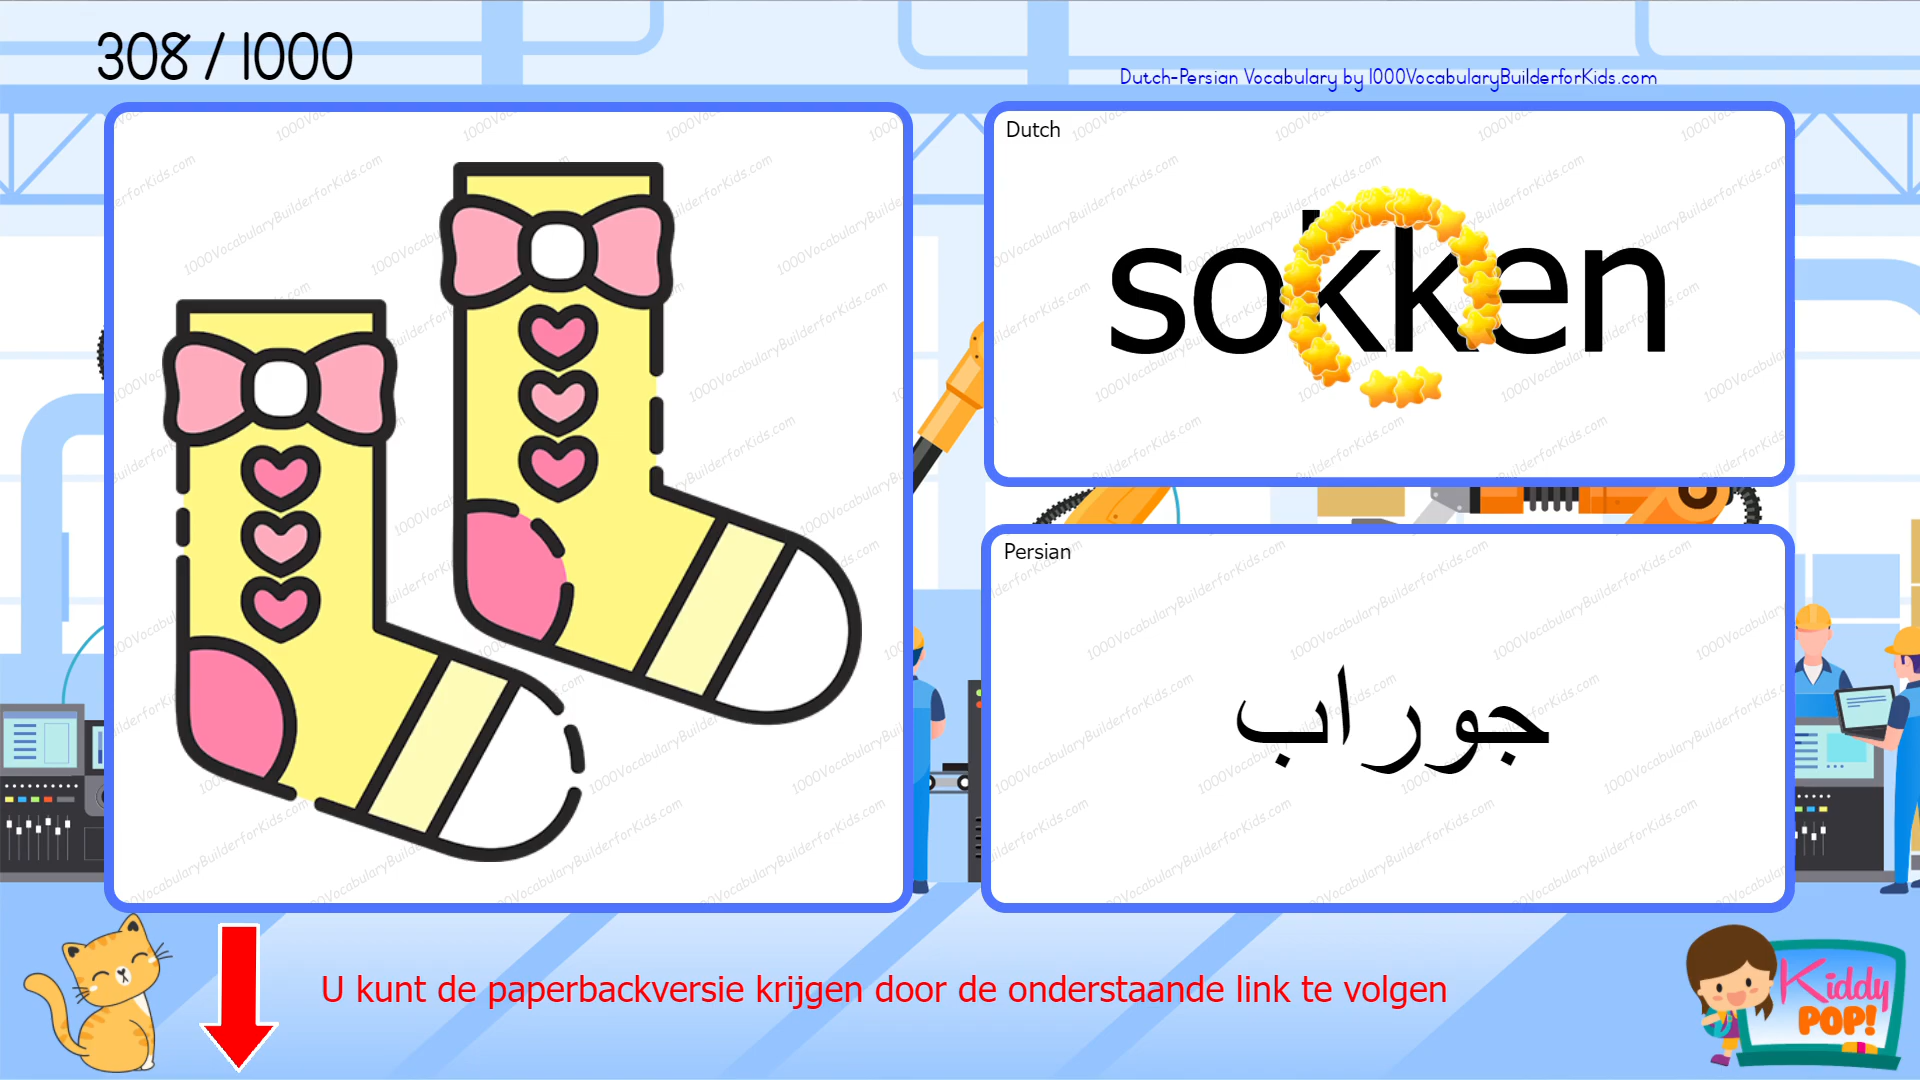 308 / 1000
Dutch-Persian Vocabulary by 1000VocabularyBuilderforKids.com
Dutch
sokken
Persian
جوراب
U kunt de paperbackversie krijgen door de onderstaande link te volgen
Kiddy
POP!